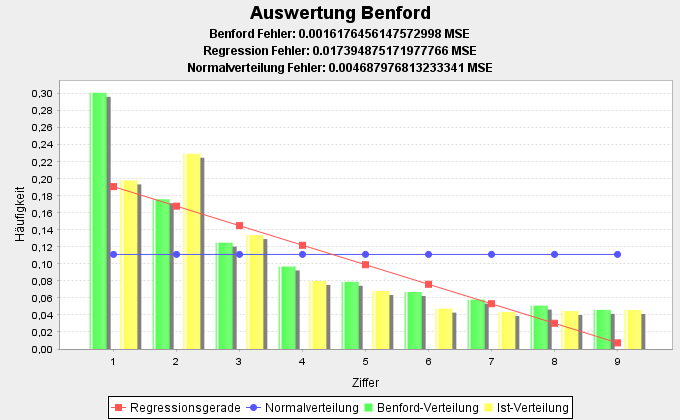 Auswertung Benford
Benford Fehler: 0.0016176456147572998 MSE
Regression Fehler: 0.017394875171977766 MSE
Normalverteilung Fehler: 0.004687976813233341 MSE
Häufigkeit
0,30
0,28
0,26
0,24
0,22
0,20
0,18
0,16
0,14
0,12
0,10
0,08
0,06
0,04
0,02
0,00
1 2 3 4 5 6 7 8 9
Ziffer
Regressionsgerade Normalverteilung Benford-Verteilung Ist-Verteilung